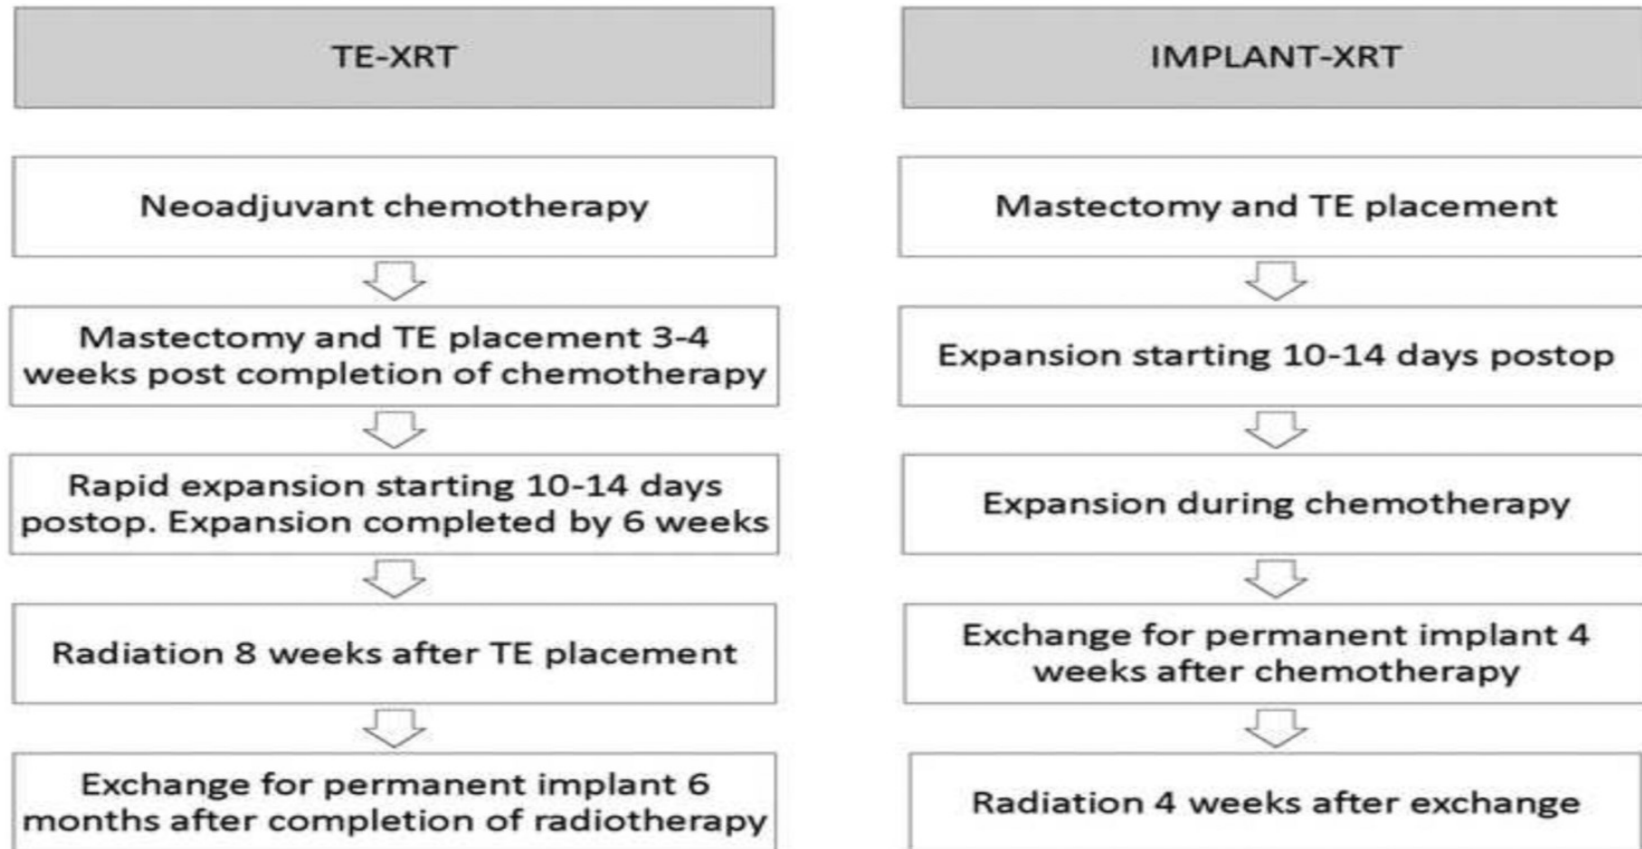 TE-XRT
Neoadjuvant chemotherapy
Mastectomy and TE placement 3-4
weeks post completion of chemotherapy
Rapid expansion starting 10-14 days
postop. Expansion completed by 6 weeks
Radiation 8 weeks after TE placement
Exchange for permanent implant 6
months after completion of radiotherapy
IMPLANT-XRT
Mastectomy and TE placement
Expansion starting 10-14 days postop
Expansion during chemotherapy
Exchange for permanent implant 4
weeks after chemotherapy
Radiation 4 weeks after exchange